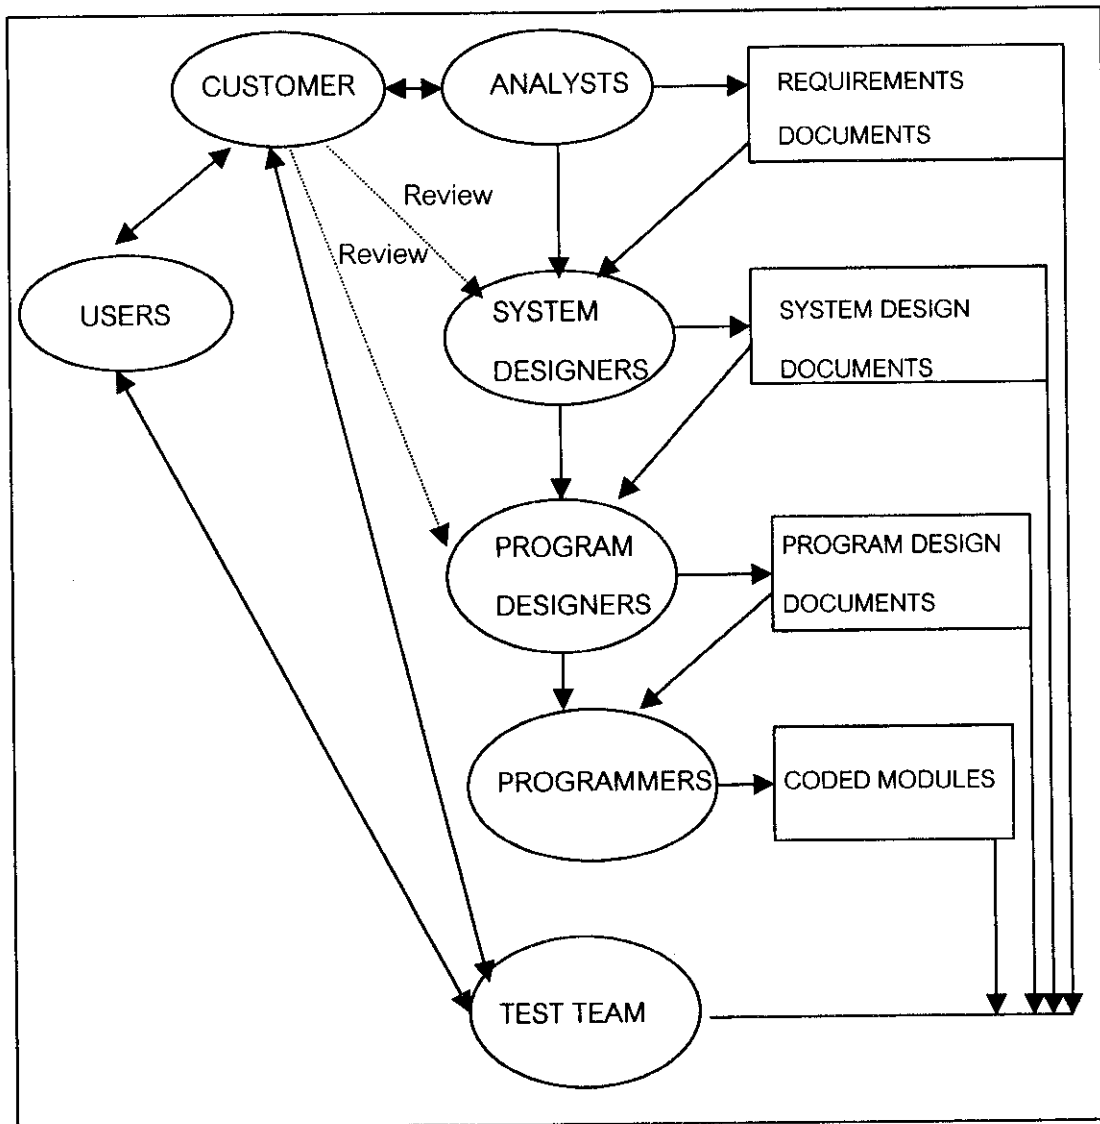 CUSTOMER
ANALYSTS
REQUIREMENTS
DOCUMENTS
Review
Review
USERS
SYSTEM
DESIGNERS
SYSTEM DESIGN
DOCUMENTS
PROGRAM
DESIGNERS
PROGRAM DESIGN
DOCUMENTS
PROGRAMMERS
CODED MODULES
TEST TEAM